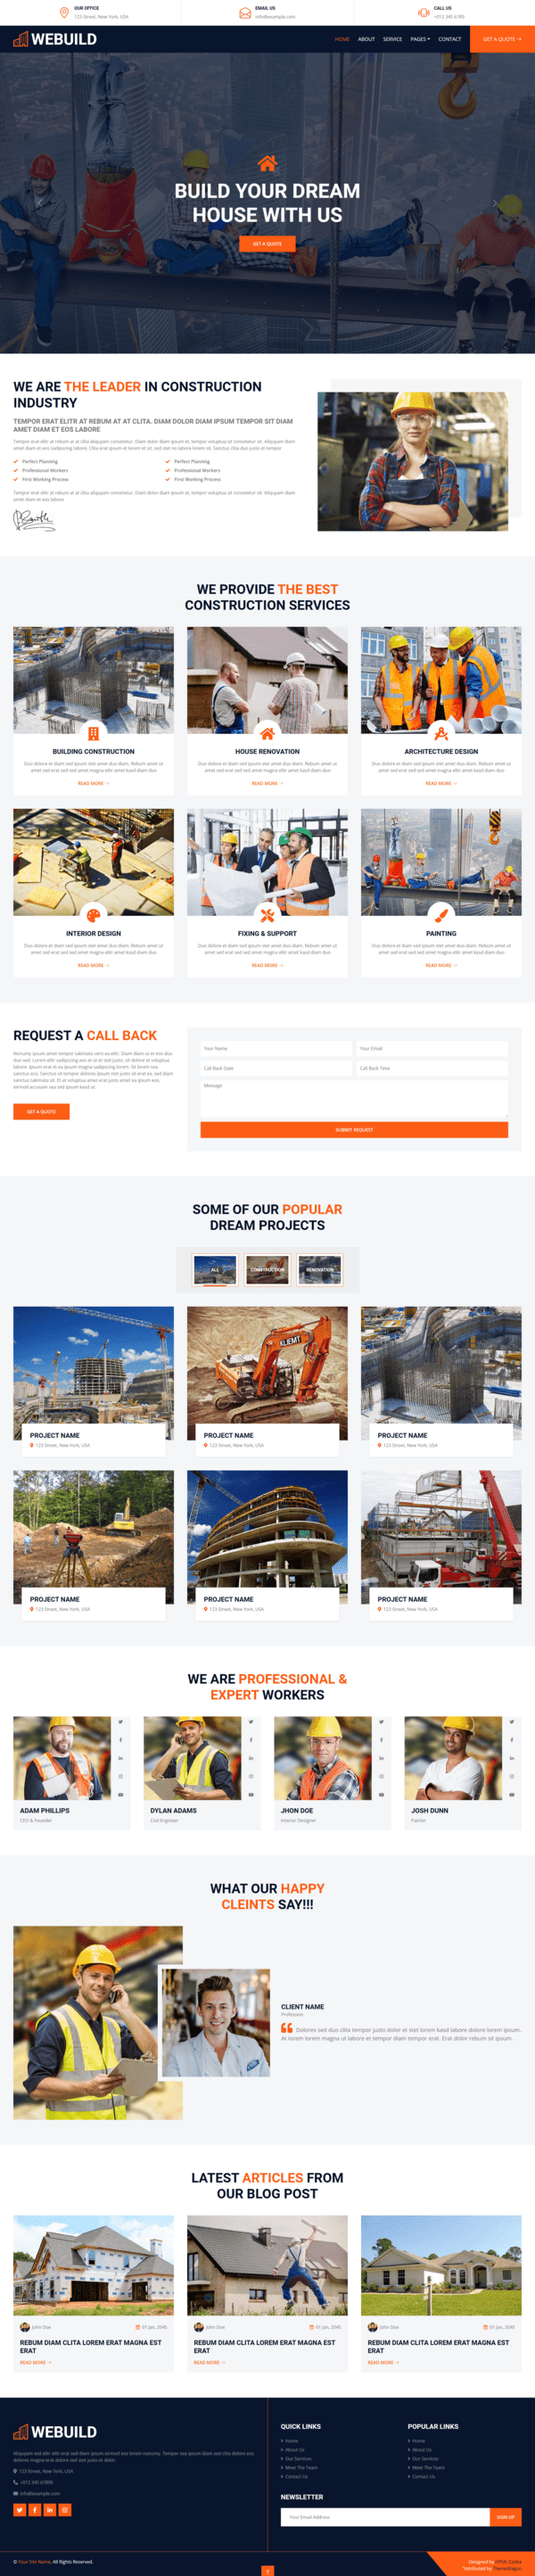 OUR OFFICE
123 Street, New York, USA
EMAIL US
info@example.com
CALL US
+012 345 6789
WEBUILD
HOME
ABOUT
SERVICE
PAGES
CONTACT
GET A QUOTE
BUILD YOUR DREAM
HOUSE WITH US
GET A QUOTE
WE ARE THE LEADER IN CONSTRUCTION
INDUSTRY
TEMPOR ERAT ELITR AT REBUM AT AT CLITA. DIAM DOLOR DIAM IPSUM TEMPOR SIT DIAM
AMET DIAM ET EOS LABORE
Tempor erat elitr at rebum at at clita aliquyam consetetur. Diam dolor diam ipsum et, tempor voluptua sit consetetur sit. Aliquyam diam
amet diam et eos sadipscing labore. Clita erat ipsum et lorem et sit, sed stet no labore lorem sit. Sanctus clita duo justo et tempor
Perfect Planning
Professional Workers
First Working Process
Perfect Planning
Professional Workers
First Working Process
Tempor erat elitr at rebum at at clita aliquyam consetetur. Diam dolor diam ipsum et, tempor voluptua sit consetetur sit. Aliquyam diam
amet diam et eos labore
WE PROVIDE THE BEST
CONSTRUCTION SERVICES
BUILDING CONSTRUCTION
Duo dolore et diam sed ipsum stet amet duo diam. Rebum amet ut
amet sed erat sed sed amet magna elitr amet kasd diam duo
READ MORE
HOUSE RENOVATION
Duo dolore et diam sed ipsum stet amet duo diam. Rebum amet ut
amet sed erat sed sed amet magna elitr amet kasd diam duo
READ MORE
ARCHITECTURE DESIGN
Duo dolore et diam sed ipsum stet amet duo diam. Rebum amet ut
amet sed erat sed sed amet magna elitr amet kasd diam duo
READ MORE
INTERIOR DESIGN
Duo dolore et diam sed ipsum stet amet duo diam. Rebum amet ut
amet sed erat sed sed amet magna elitr amet kasd diam duo
READ MORE
FIXING & SUPPORT
Duo dolore et diam sed ipsum stet amet duo diam. Rebum amet ut
amet sed erat sed sed amet magna elitr amet kasd diam duo
READ MORE
PAINTING
Duo dolore et diam sed ipsum stet amet duo diam. Rebum amet ut
amet sed erat sed sed amet magna elitr amet kasd diam duo
READ MORE
REQUEST A CALL BACK
Nonumy ipsum amet tempor takimata vero ea elitr. Diam diam ut et eos duo
duo sed. Lorem elitr sadipscing eos et ut et stet justo, sit dolore et voluptua
labore. Ipsum erat et ea ipsum magna sadipscing lorem. Sit lorem sea
sanctus eos. Sanctus sit tempor dolores ipsum stet justo sit erat ea, sed diam
sanctus takimata sit. Et at voluptua amet erat justo amet ea ipsum eos,
eirmod accusam sea sed ipsum kasd ut.
GET A QUOTE
Your Name
Your Email
Call Back Date
Call Back Time
Message
SUBMIT REQUEST
SOME OF OUR POPULAR
DREAM PROJECTS
ALL
CONSTRUCTION
RENOVATION
KLIEMT
PROJECT NAME
123 Street, New York, USA
PROJECT NAME
123 Street, New York, USA
PROJECT NAME
123 Street, New York, USA
PROJECT NAME
123 Street, New York, USA
PROJECT NAME
123 Street, New York, USA
PROJECT NAME
123 Street, New York, USA
WE ARE PROFESSIONAL &
EXPERT WORKERS
ADAM PHILLIPS
CEO & Founder
DYLAN ADAMS
Civil Engineer
JHON DOE
Interior Designer
JOSH DUNN
Painter
WHAT OUR HAPPY
CLEINTS SAY!!!
CLIENT NAME
Profession
Dolores sed duo clita tempor justo dolor et stet lorem kasd labore dolore lorem ipsum.
At lorem lorem magna ut labore et tempor diam tempor erat. Erat dolor rebum sit ipsum.
LATEST ARTICLES FROM
OUR BLOG POST
John Doe
01 Jan, 2045
REBUM DIAM CLITA LOREM ERAT MAGNA EST
ERAT
READ MORE
John Doe
01 Jan, 2045
REBUM DIAM CLITA LOREM ERAT MAGNA EST
ERAT
READ MORE
John Doe
01 Jan, 2045
REBUM DIAM CLITA LOREM ERAT MAGNA EST
ERAT
READ MORE
WEBUILD
Aliquyam sed elitr elitr erat sed diam ipsum eirmod eos lorem nonumy. Tempor sea ipsum diam sed clita dolore eos
dolores magna erat dolore sed stet justo et dolor.
123 Street, New York, USA
+012 345 67890
info@example.com
QUICK LINKS
Home
About Us
Our Services
Meet The Team
Contact Us
POPULAR LINKS
Home
About Us
Our Services
Meet The Team
Contact Us
NEWSLETTER
Your Email Address
SIGN UP
© Your Site Name, All Rights Reserved.
Designed by HTML Codex
Distributed by ThemeWagon